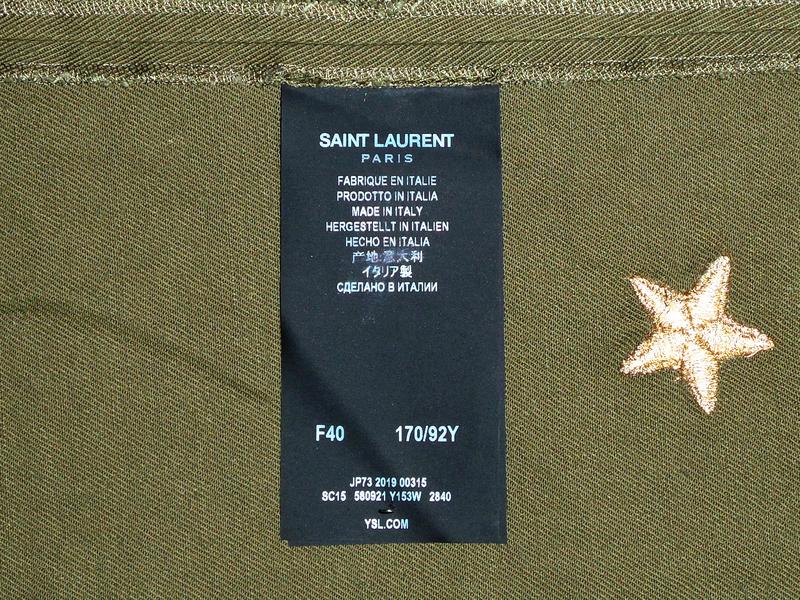 SAINT LAURENT
PARIS
FABRIQUE EN ITALIE
PRODOTTO IN ITALIA
MADE IN ITALY
HERGESTELLT IN ITALIEN
HECHO EN ITALIA
产地:意大利
イタリア製
СДЕЛАНО В ИТАЛИИ
F40 170/92Y
JP73 2019 00315
SC15 580921 Y153W 2840
YSL.COM